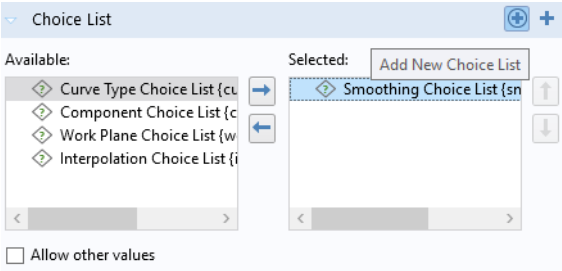 Choice List
Available:
Selected:
Add New Choice List
Curve Type Choice List {cu
Component Choice List {c
Work Plane Choice List {w
Interpolation Choice List {i
Smoothing Choice List {sn
Allow other values